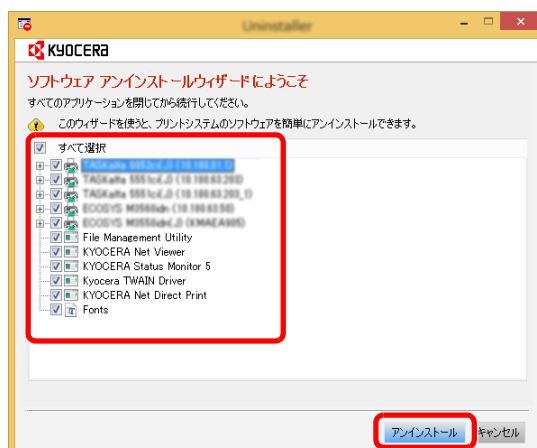 Uninstaller
KYOCERA
ソフトウェア アンインストールウィザードにようこそ
すべてのアプリケーションを閉じてから続行してください。
このウィザードを使うと、プリントシステムのソフトウェアを簡単にアンインストールできます。
すべて選択
File Management Utility
KYOCERA Net Viewer
KYOCERA Status Monitor 5
Kyocera TWAIN Driver
KYOCERA Net Direct Print
Fonts
アンインストール キャンセル